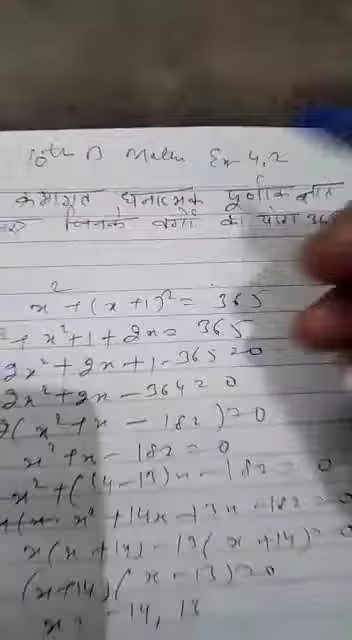 10th B Maths Ex 4.2
क्रमागत धनात्मक पूर्णांक ज्ञात
जिनके वर्गों का योग 365
x² + (x+1)² = 365
+ x²+1+2x = 365
2x² + 2x + 1 - 365 = 0
2x² + 2x - 364 = 0
2(x² + x - 182) = 0
x² + x - 182 = 0
x² + (14-13)x - 182 = 0
x² + 14x - 13x - 182 = 0
x(x+14) - 13(x+14) = 0
(x+14)(x-13) = 0
x = -14, 13